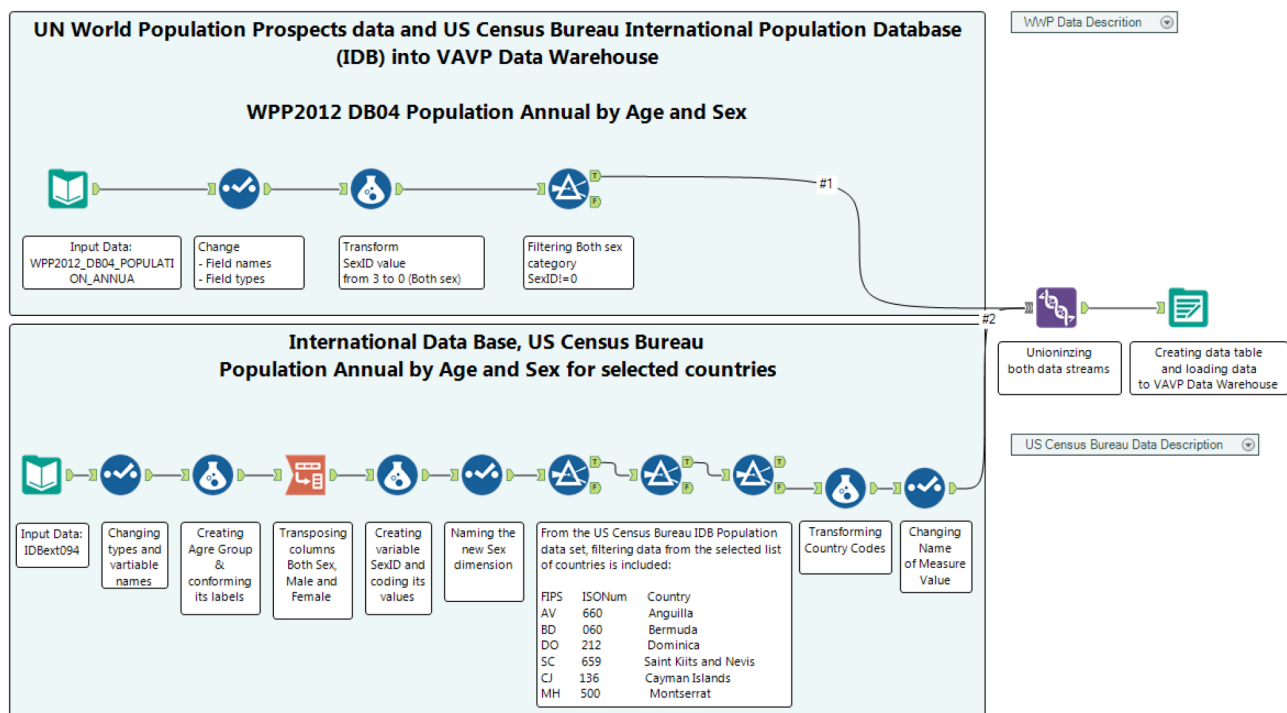 UN World Population Prospects data and US Census Bureau International Population Database
(IDB) into VAVP Data Warehouse
WPP2012 DB04 Population Annual by Age and Sex
WWP Data Descrition
T
F
#1
Input Data:
WPP2012_DB04_POPULATI
ON_ANNUA
Change
- Field names
- Field types
Transform
SexID value
from 3 to 0 (Both sex)
Filtering Both sex
category
SexID!=0
#2
Unioninzing
both data streams
Creating data table
and loading data
to VAVP Data Warehouse
International Data Base, US Census Bureau
Population Annual by Age and Sex for selected countries
US Census Bureau Data Description
T
F
T
F
T
F
Input Data:
IDBext094
Changing
types and
vartiable
names
Creating
Agre Group
&
conforming
its labels
Transposing
columns
Both Sex,
Male and
Female
Creating
variable
SexID and
coding its
values
Naming the
new Sex
dimension
From the US Census Bureau IDB Population
data set, filtering data from the selected list
of countries is included:
FIPS ISONum Country
AV 660 Anguilla
BD 060 Bermuda
DO 212 Dominica
SC 659 Saint Kiits and Nevis
CJ 136 Cayman Islands
MH 500 Montserrat
Transforming
Country Codes
Changing
Name
of Measure
Value